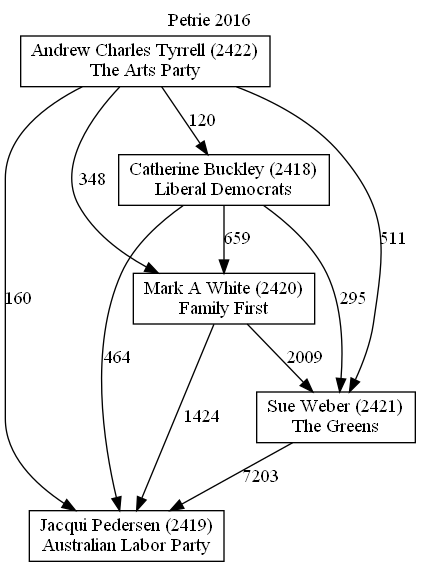 Petrie 2016
Andrew Charles Tyrrell (2422)
The Arts Party
120
Catherine Buckley (2418)
Liberal Democrats
348
659
511
Mark A White (2420)
Family First
160
295
464
2009
1424
Sue Weber (2421)
The Greens
7203
Jacqui Pedersen (2419)
Australian Labor Party